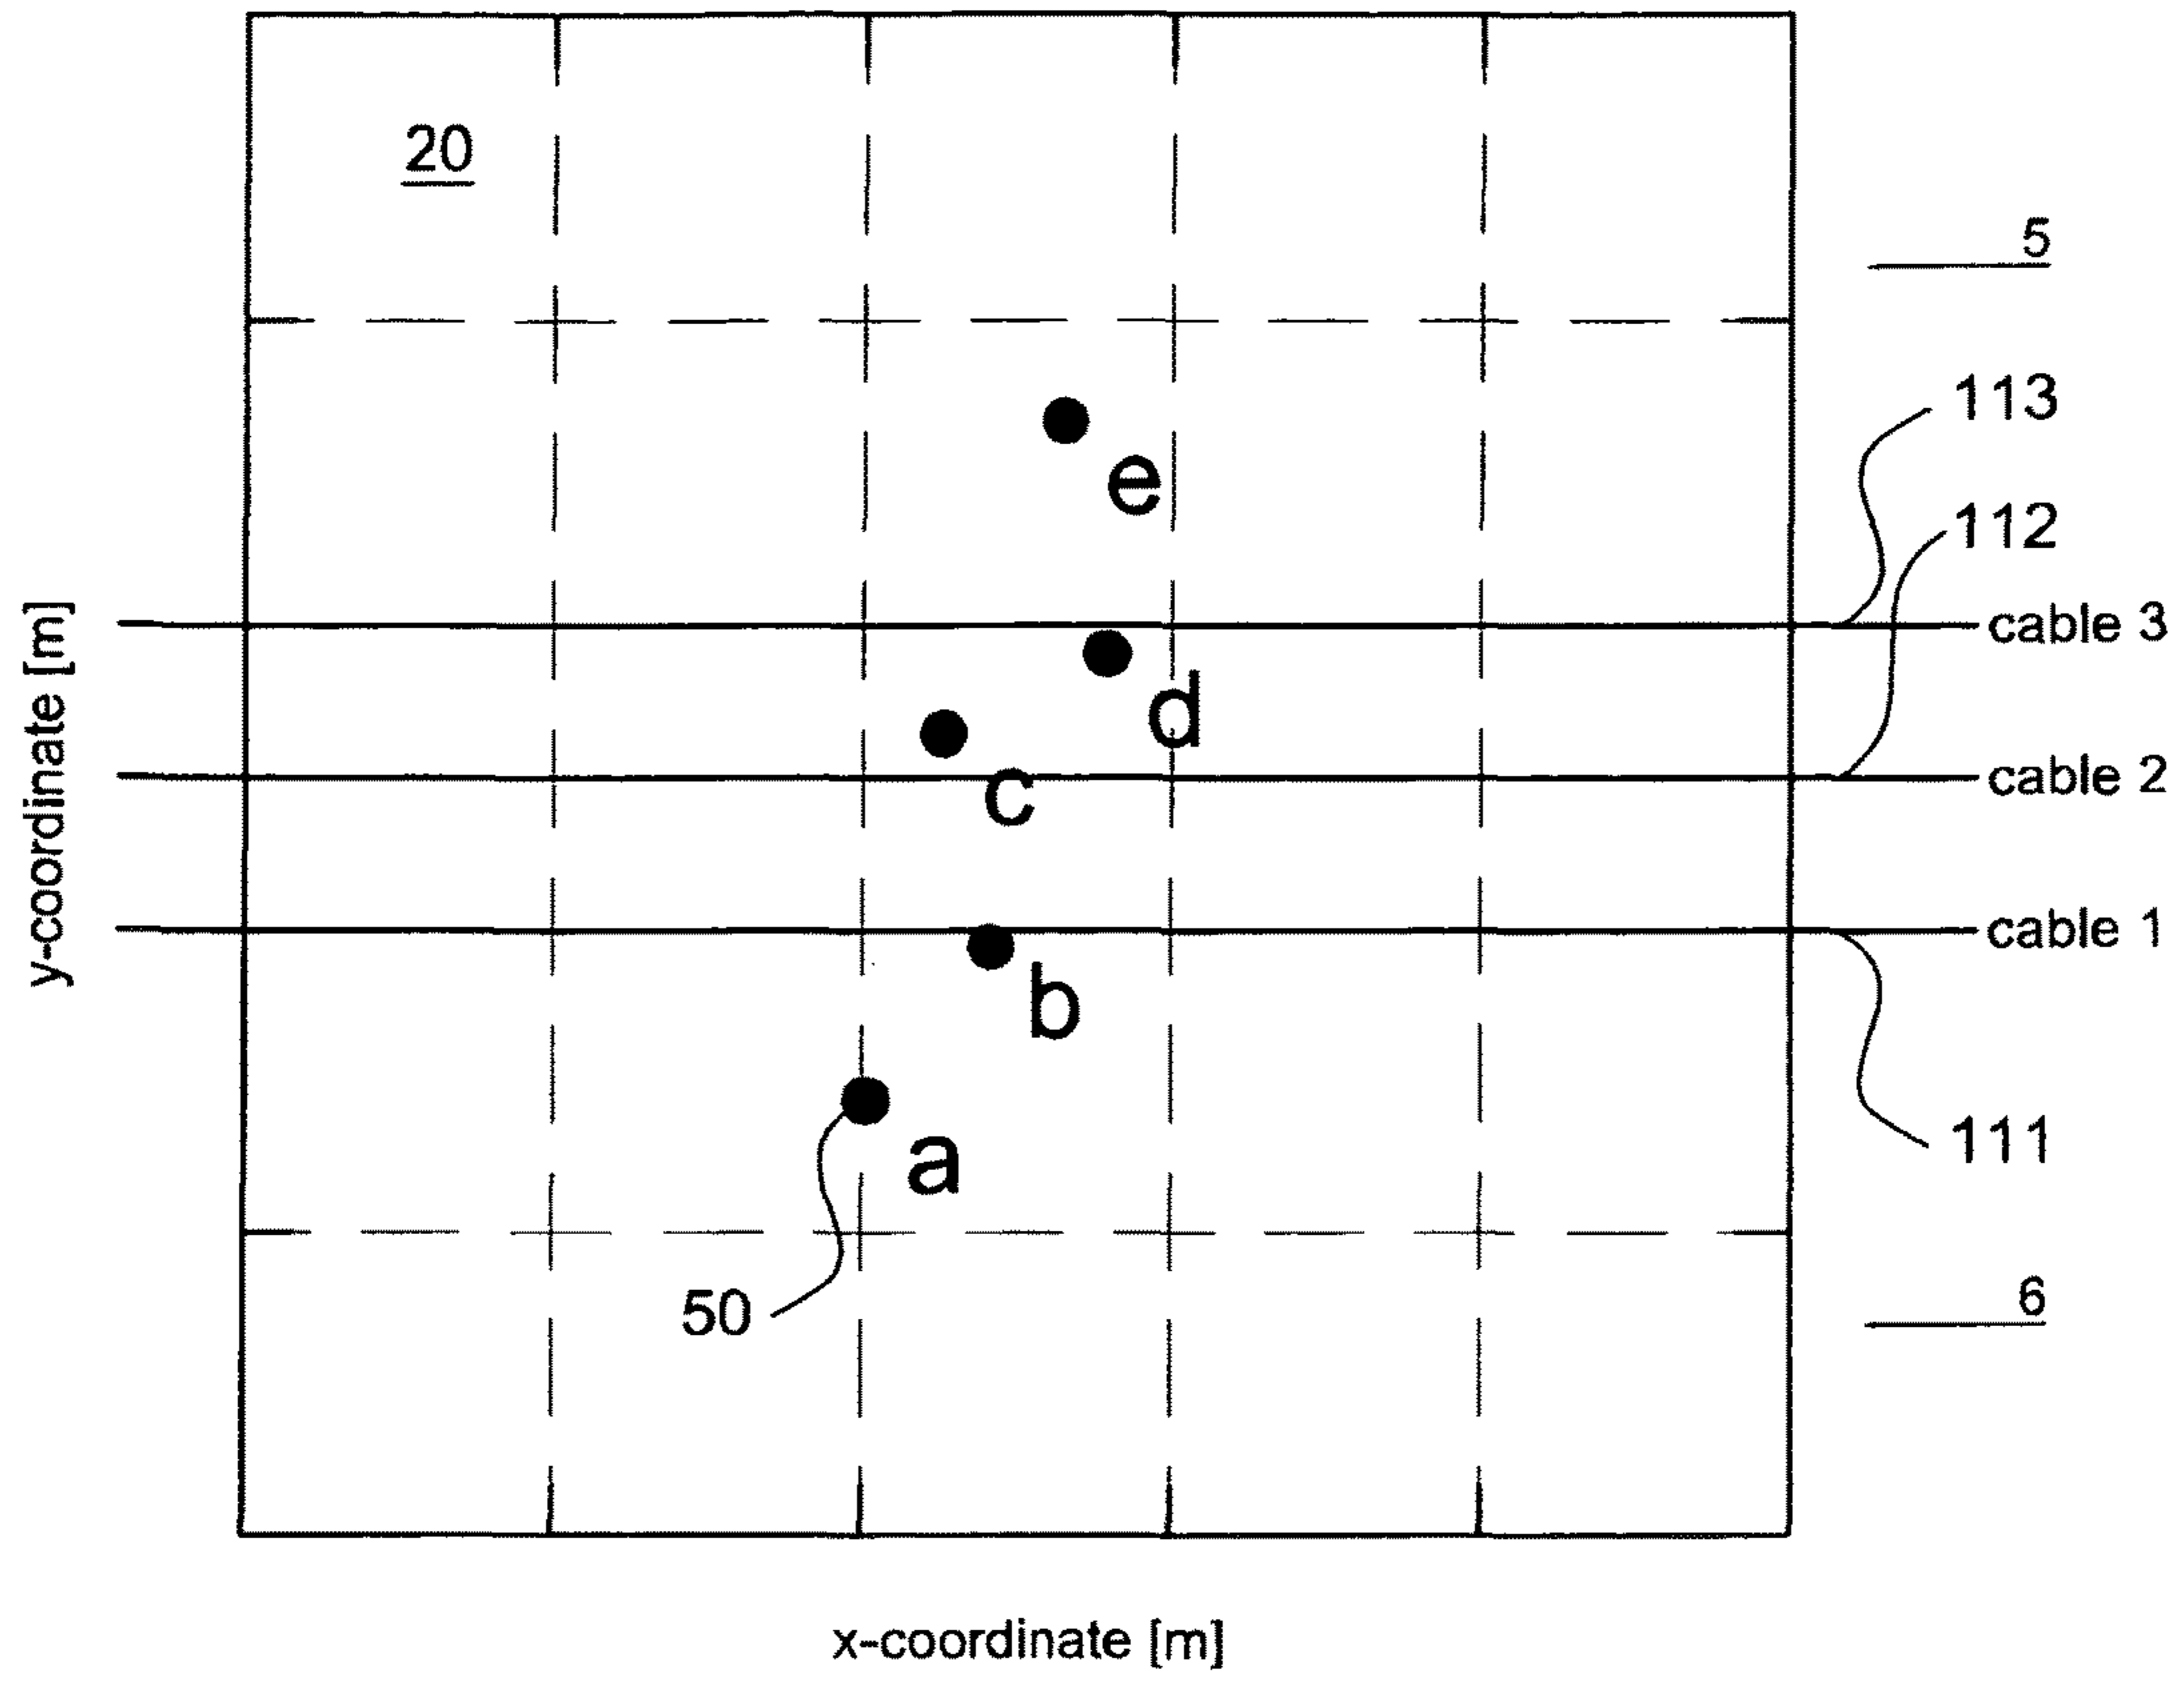 20
5
113
e
112
cable 3
d
cable 2
c
y-coordinate [m]
cable 1
b
111
a
50
6
x-coordinate [m]